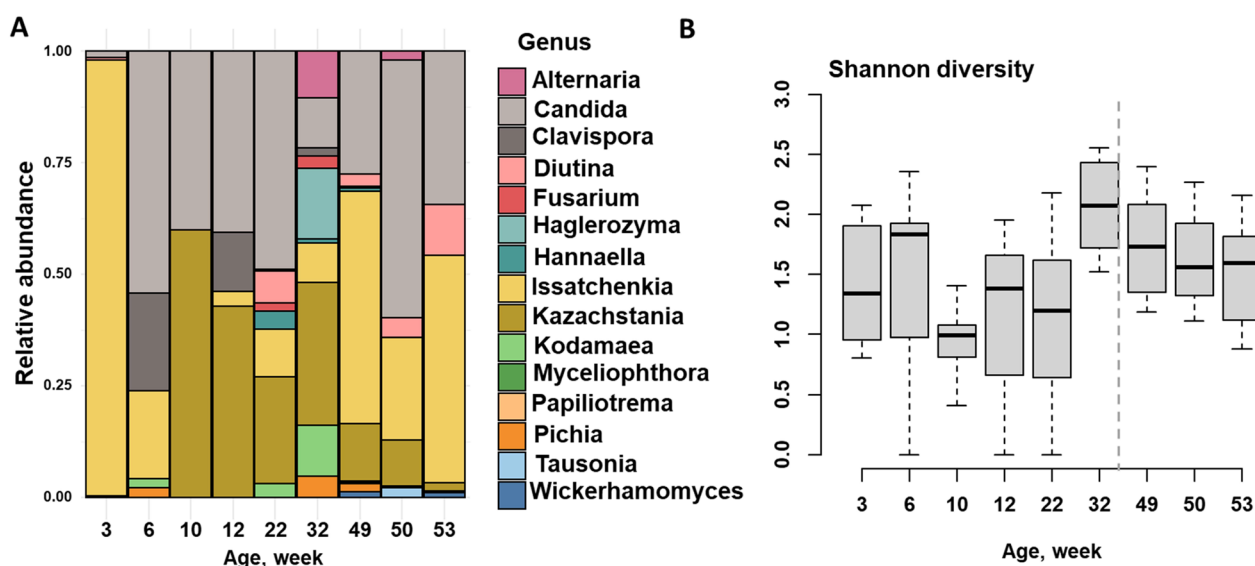 A
Relative abundance
1.00
0.75
0.50
0.25
0.00
3 6 10 12 22 32 49 50 53
Age, week
Genus
Alternaria
Candida
Clavispora
Diutina
Fusarium
Haglerozyma
Hannaella
Issatchenkia
Kazachstania
Kodamaea
Myceliophthora
Papiliotrema
Pichia
Tausonia
Wickerhamomyces
B
Shannon diversity
3.0
2.5
2.0
1.5
1.0
0.5
0.0
3 6 10 12 22 32 49 50 53
Age, week